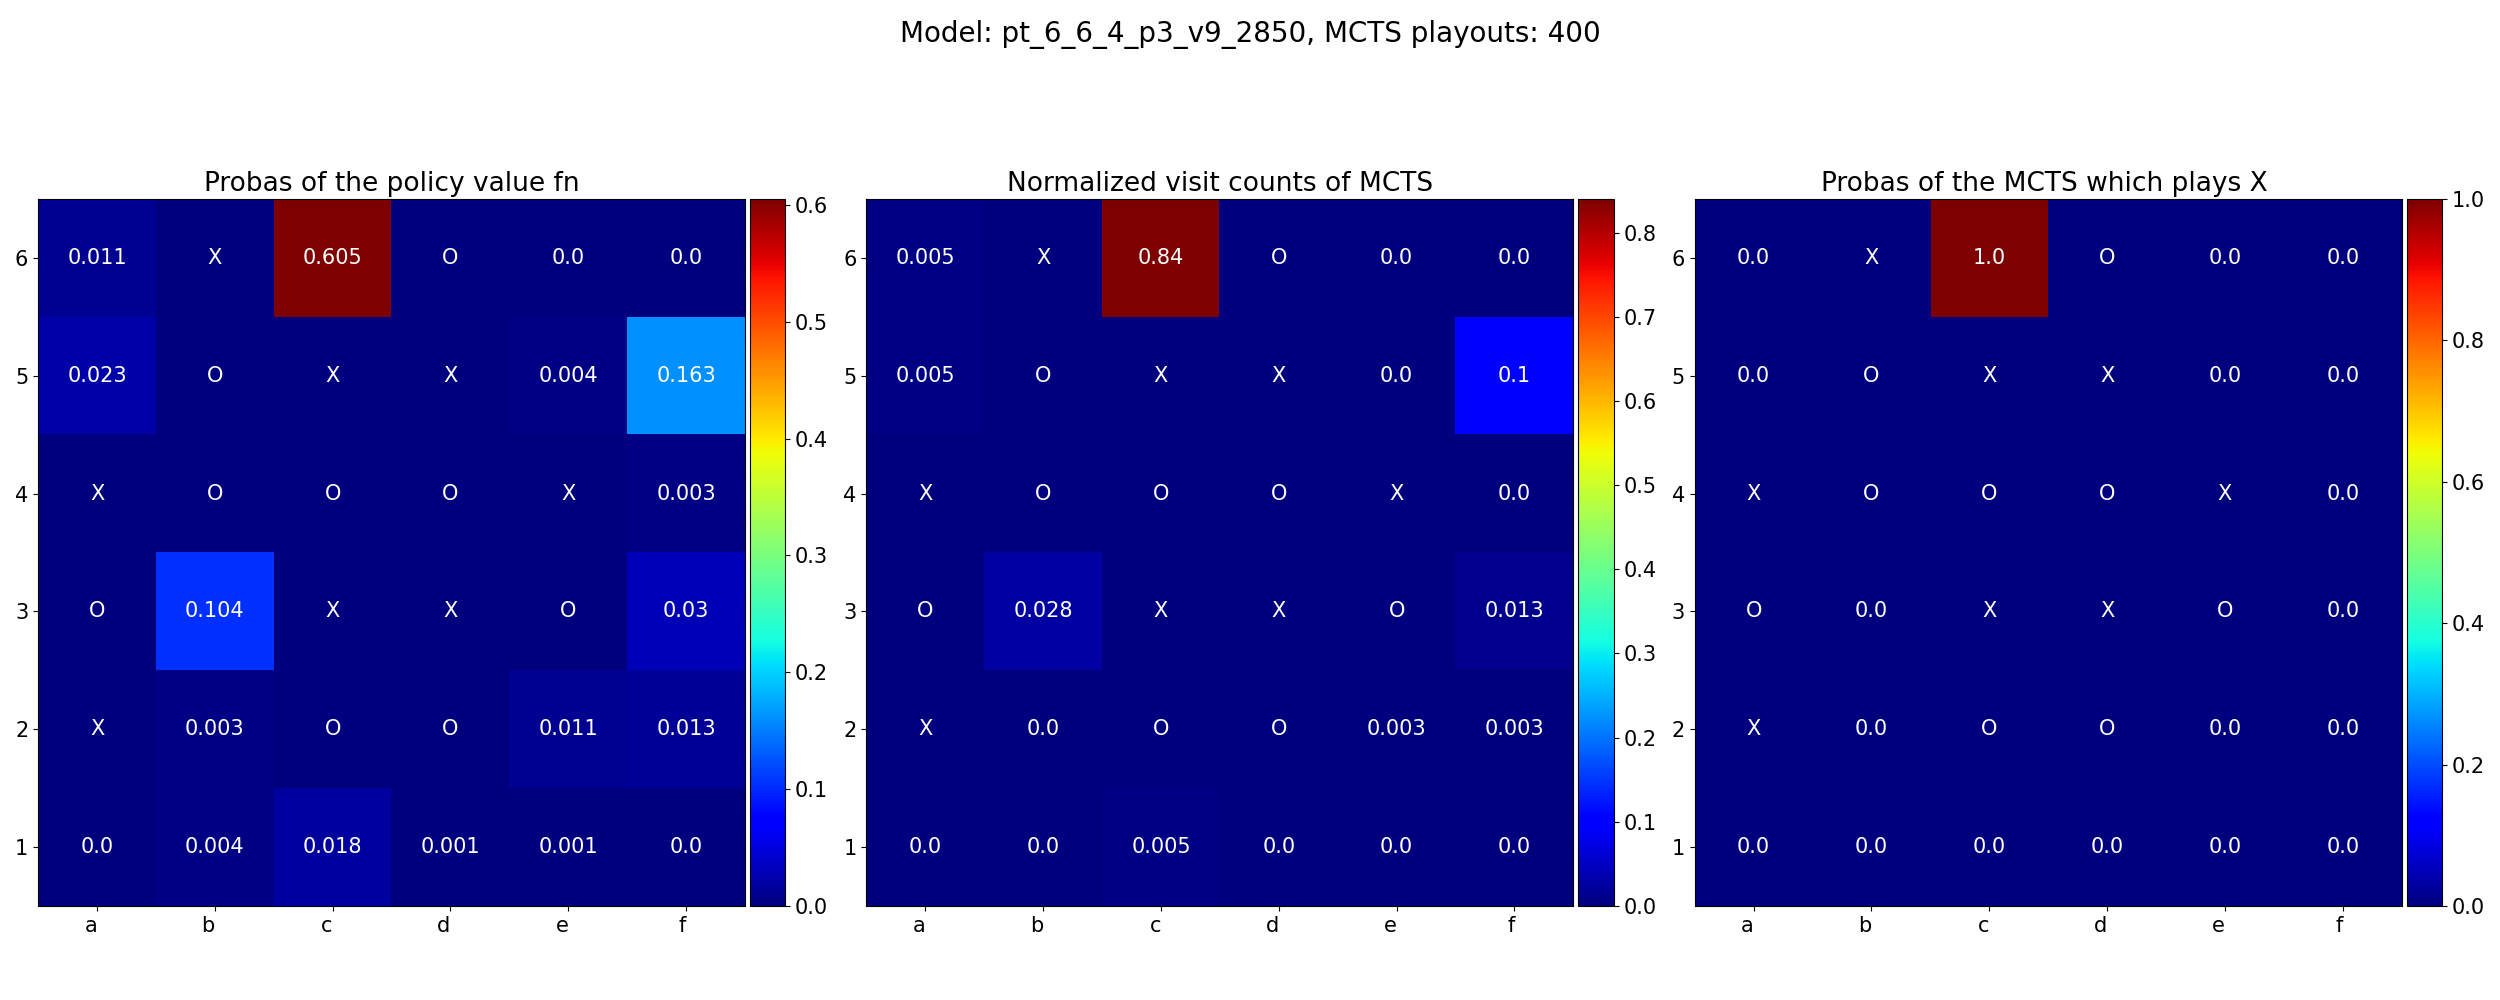 Model: pt_6_6_4_p3_v9_2850, MCTS playouts: 400
Probas of the policy value fn
6 0.011 X 0.605 O 0.0 0.0
5 0.023 O X X 0.004 0.163
4 X O O O X 0.003
3 O 0.104 X X O 0.03
2 X 0.003 O O 0.011 0.013
1 0.0 0.004 0.018 0.001 0.001 0.0
a b c d e f
0.6
0.5
0.4
0.3
0.2
0.1
0.0
Normalized visit counts of MCTS
6 0.005 X 0.84 O 0.0 0.0
5 0.005 O X X 0.0 0.1
4 X O O O X 0.0
3 O 0.028 X X O 0.013
2 X 0.0 O O 0.003 0.003
1 0.0 0.0 0.005 0.0 0.0 0.0
a b c d e f
0.8
0.7
0.6
0.5
0.4
0.3
0.2
0.1
0.0
Probas of the MCTS which plays X
6 0.0 X 1.0 O 0.0 0.0
5 0.0 O X X 0.0 0.0
4 X O O O X 0.0
3 O 0.0 X X O 0.0
2 X 0.0 O O 0.0 0.0
1 0.0 0.0 0.0 0.0 0.0 0.0
a b c d e f
1.0
0.8
0.6
0.4
0.2
0.0